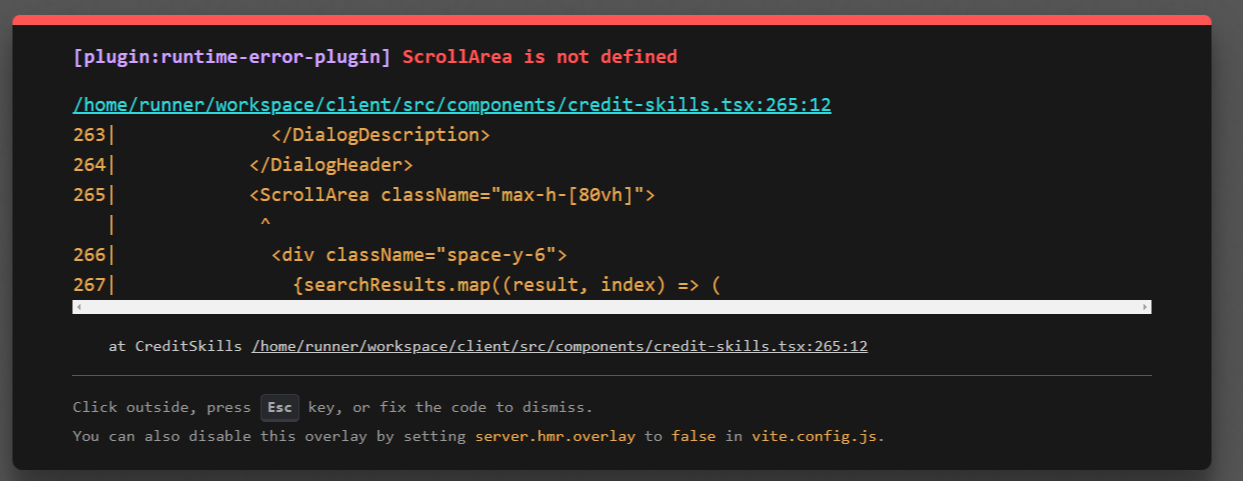 [plugin:runtime-error-plugin] ScrollArea is not defined
/home/runner/workspace/client/src/components/credit-skills.tsx:265:12
263|              </DialogDescription>
264|            </DialogHeader>
265|            <ScrollArea className="max-h-[80vh]">
   |             ^
266|              <div className="space-y-6">
267|                {searchResults.map((result, index) => (
at CreditSkills /home/runner/workspace/client/src/components/credit-skills.tsx:265:12
Click outside, press Esc key, or fix the code to dismiss.
You can also disable this overlay by setting server.hmr.overlay to false in vite.config.js.